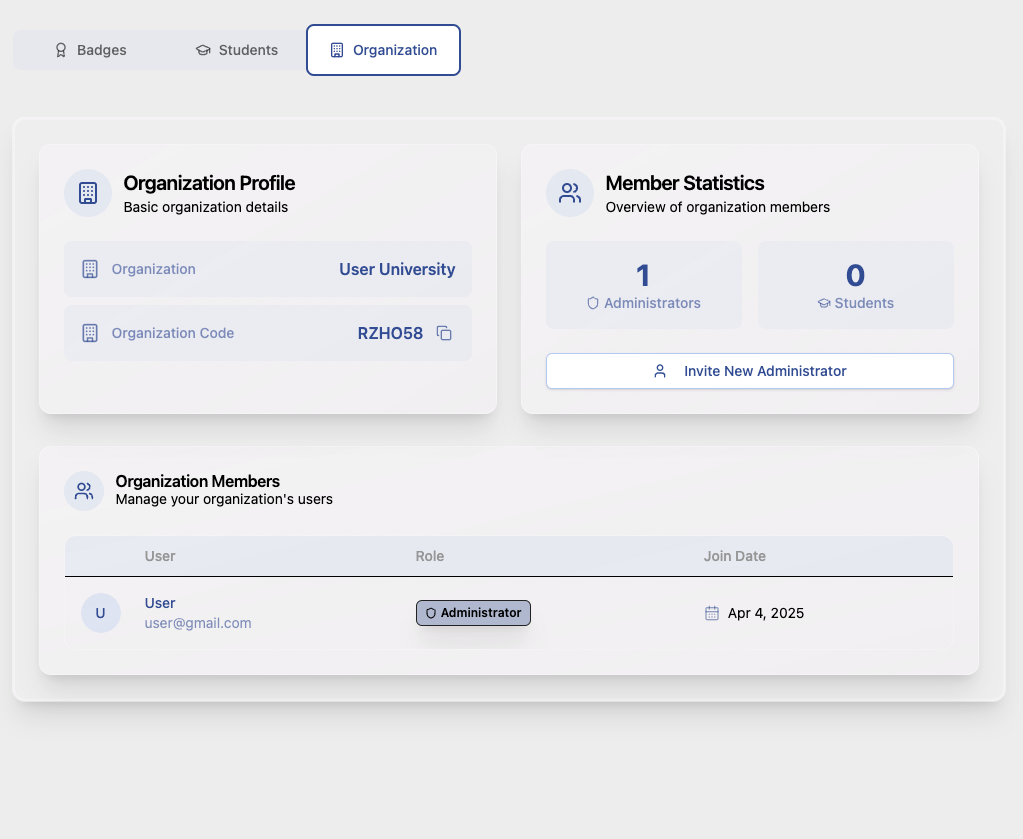 Badges
Students
Organization
Organization Profile
Basic organization details
Organization
User University
Organization Code
RZHO58
Member Statistics
Overview of organization members
1
Administrators
0
Students
Invite New Administrator
Organization Members
Manage your organization's users
User
Role
Join Date
U
User
user@gmail.com
Administrator
Apr 4, 2025